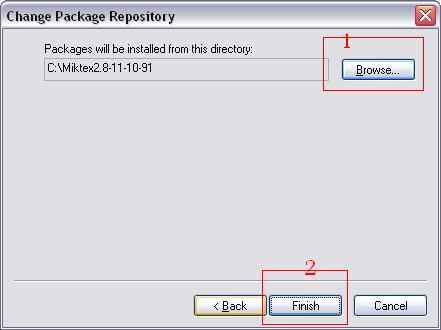 Change Package Repository
Packages will be installed from this directory:
1
C:\Miktex2.8-11-10-91
Browse...
2
< Back
Finish
Cancel